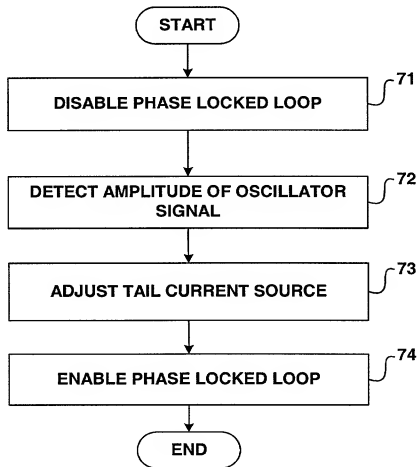 START
71
DISABLE PHASE LOCKED LOOP
72
DETECT AMPLITUDE OF OSCILLATOR
SIGNAL
73
ADJUST TAIL CURRENT SOURCE
74
ENABLE PHASE LOCKED LOOP
END